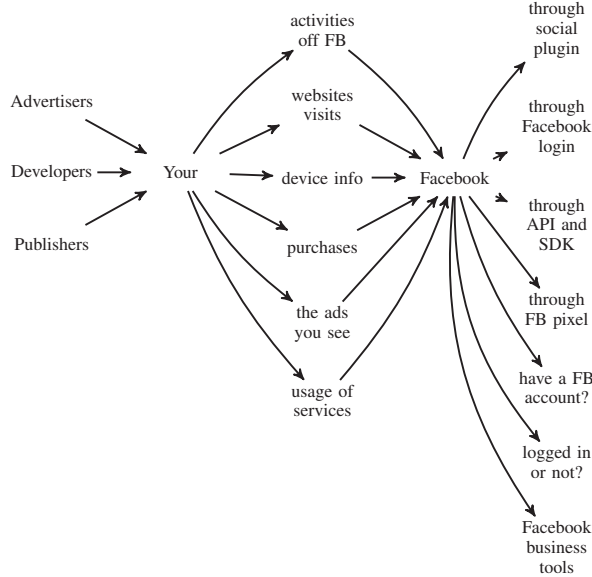 Advertisers
Developers
Publishers
Your
activities
off FB
websites
visits
device info
purchases
the ads
you see
usage of
services
Facebook
through
social
plugin
through
Facebook
login
through
API and
SDK
through
FB pixel
have a FB
account?
logged in
or not?
Facebook
business
tools